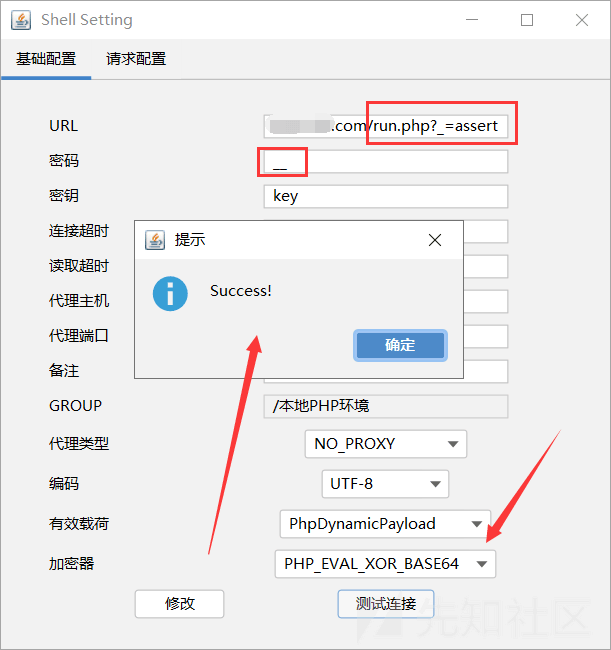 Shell Setting
基础配置 请求配置
URL .com/run.php?_=assert
密码 __
密钥 key
连接超时
读取超时
代理主机
代理端口
备注
提示
Success!
确定
GROUP /本地PHP环境
代理类型 NO_PROXY
编码 UTF-8
有效载荷 PhpDynamicPayload
加密器 PHP_EVAL_XOR_BASE64
修改 测试连接
先知社区